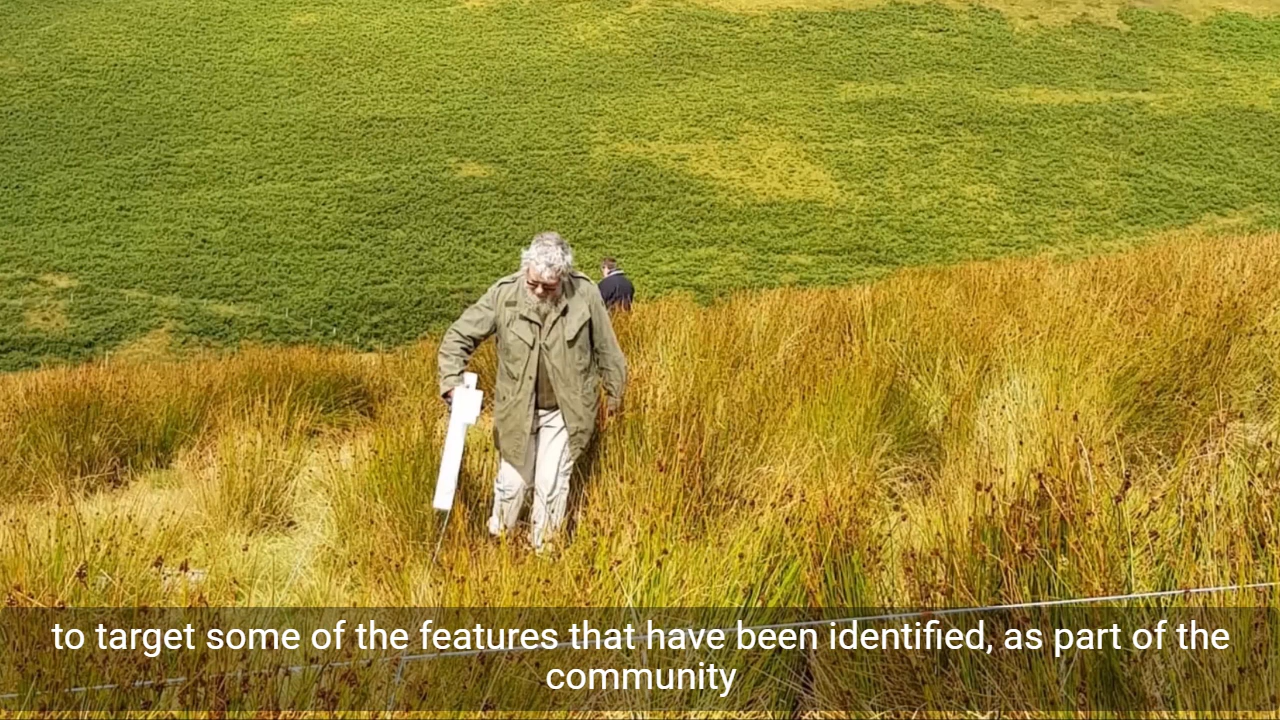 to target some of the features that have been identified, as part of the
community